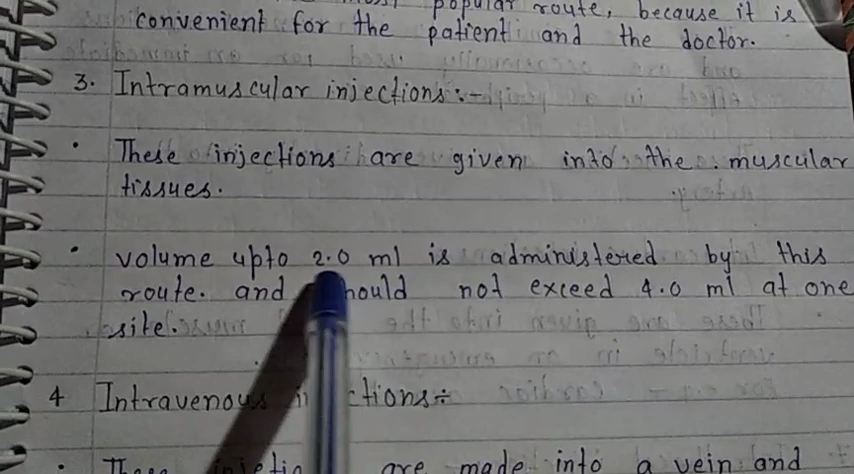 popular route, because it is
convenient for the patient and the doctor.
3. Intramuscular injections:-
• These injections are given into the muscular
tissues.
• volume upto 2.0 ml is administered by this
route. and should not exceed 4.0 ml at one
site.
4 Intravenous ctions÷
• These are made into a vein and